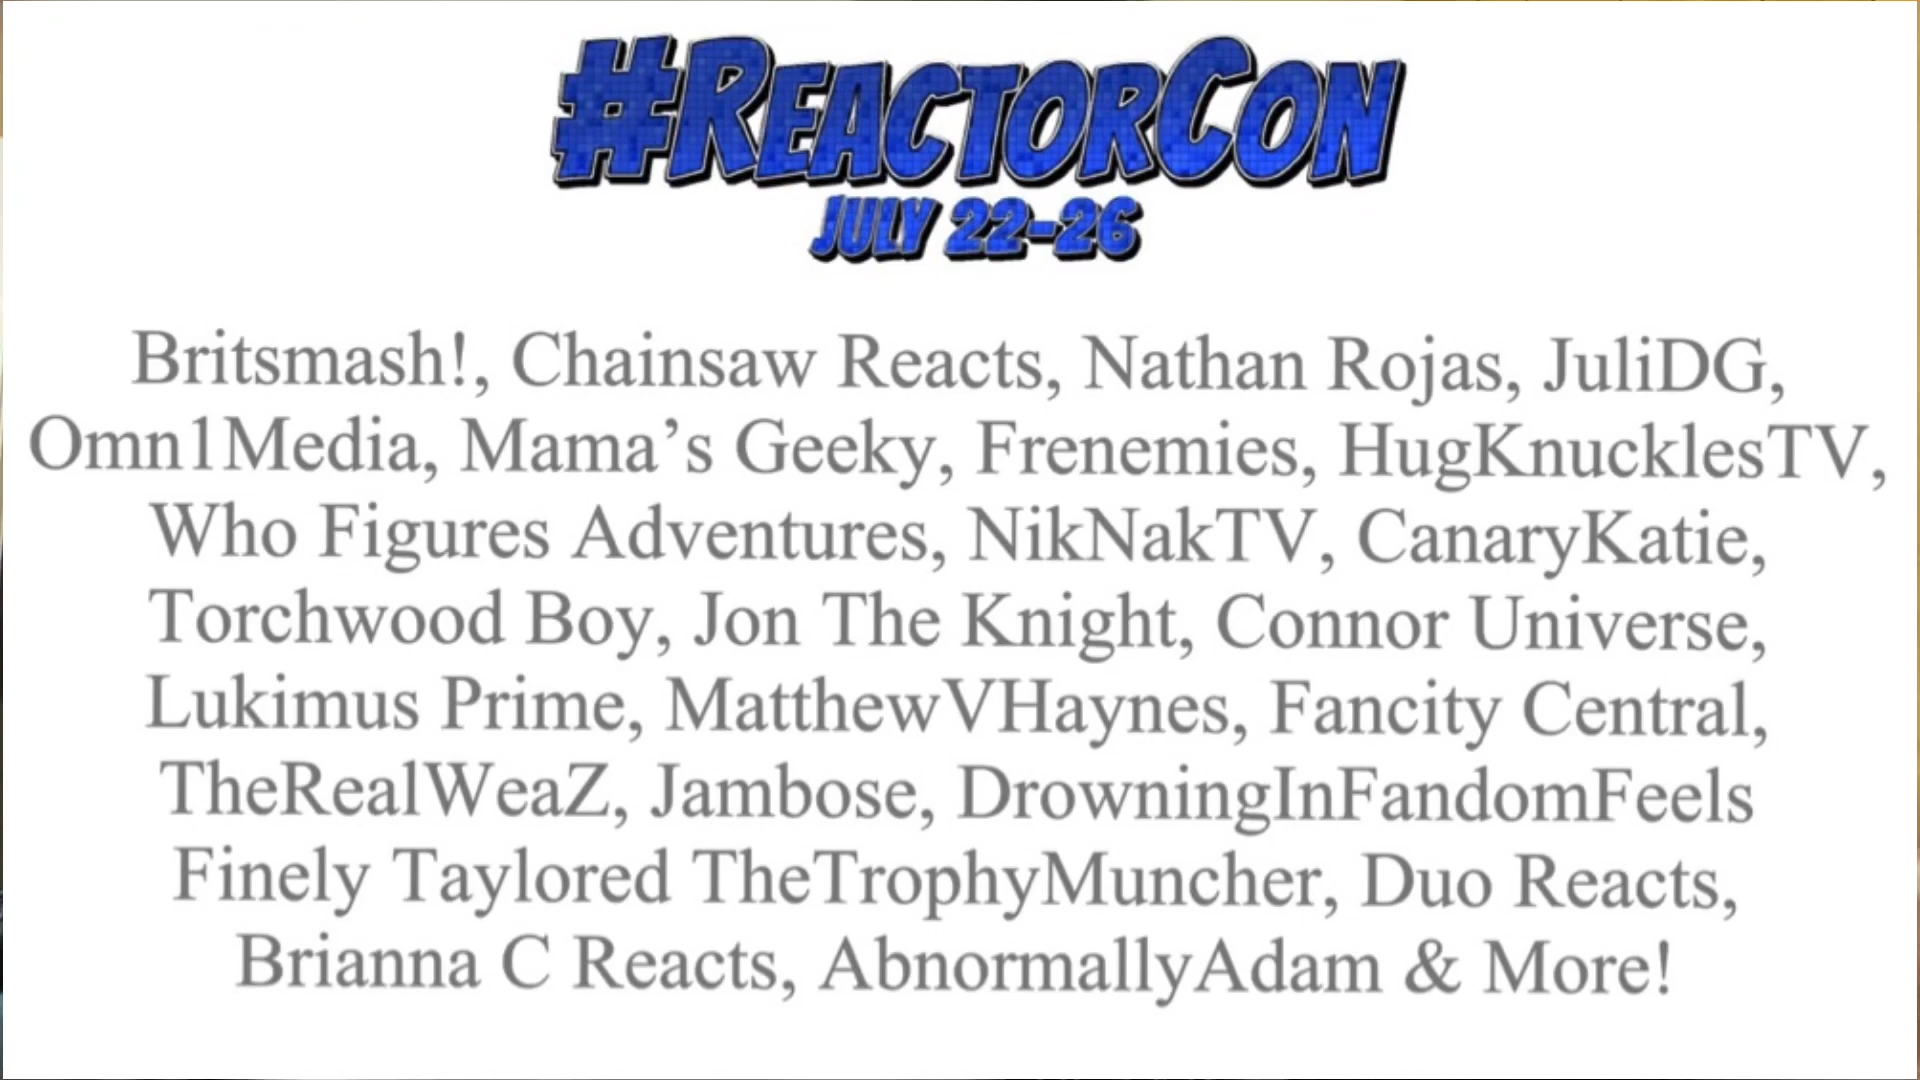 #ReactorCon
July 22-26
Britsmash!, Chainsaw Reacts, Nathan Rojas, JuliDG,
Omn1Media, Mama’s Geeky, Frenemies, HugKnucklesTV,
Who Figures Adventures, NikNakTV, CanaryKatie,
Torchwood Boy, Jon The Knight, Connor Universe,
Lukimus Prime, MatthewVHaynes, Fancity Central,
TheRealWeaZ, Jambose, DrowningInFandomFeels
Finely Taylored TheTrophyMuncher, Duo Reacts,
Brianna C Reacts, AbnormallyAdam & More!